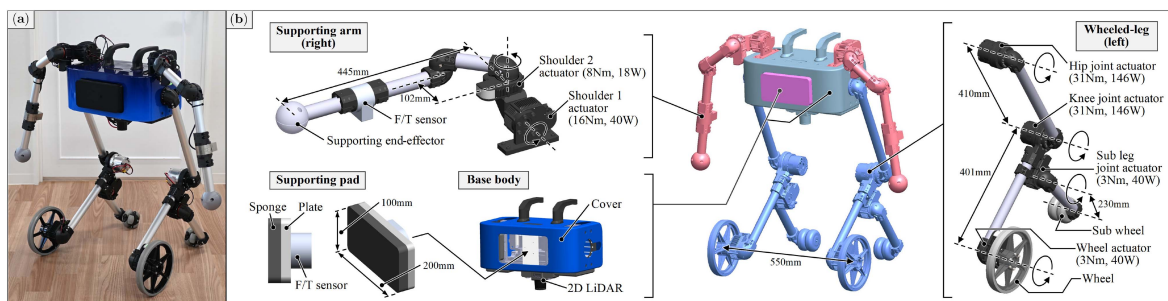 (a)
(b)
Supporting arm
(right)
445mm
102mm
Shoulder 2
actuator (8Nm, 18W)
Shoulder 1
actuator
(16Nm, 40W)
F/T sensor
Supporting end-effector
Supporting pad
Sponge
Plate
100mm
200mm
F/T sensor
Base body
Cover
2D LiDAR
550mm
Wheeled-leg
(left)
Hip joint actuator
(31Nm, 146W)
410mm
Knee joint actuator
(31Nm, 146W)
401mm
Sub leg
joint actuator
(3Nm, 40W)
230mm
Sub wheel
Wheel actuator
(3Nm, 40W)
Wheel